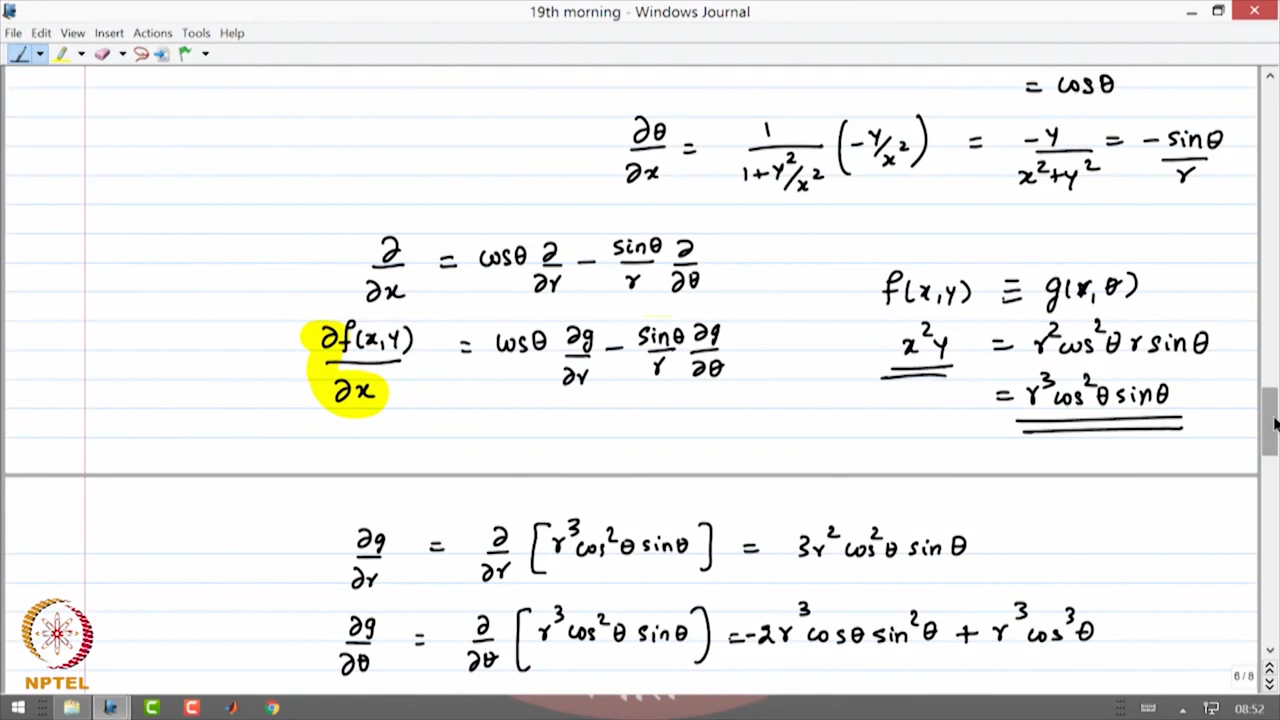 19th morning - Windows Journal
File Edit View Insert Actions Tools Help
= cosθ
∂θ/∂x = 1/(1+y²/x²) (-y/x²) = -y/(x²+y²) = -sinθ/r
∂/∂x = cosθ ∂/∂r - sinθ/r ∂/∂θ
f(x,y) ≡ g(r,θ)
∂f(x,y)/∂x = cosθ ∂g/∂r - sinθ/r ∂g/∂θ
x²y = r²cos²θ r sinθ
= r³cos²θ sinθ
∂g/∂r = ∂/∂r [r³cos²θ sinθ] = 3r²cos²θ sinθ
∂g/∂θ = ∂/∂θ [r³cos²θ sinθ] = -2r³cosθ sin²θ + r³cos³θ
NPTEL
6 / 8
08:52